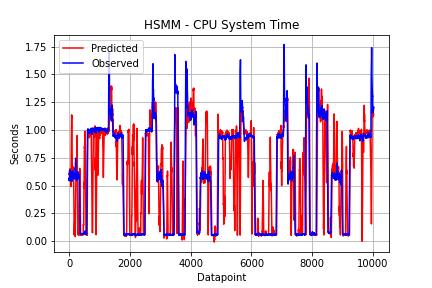 HSMM - CPU System Time
Predicted
Observed
1.75
1.50
1.25
1.00
0.75
0.50
0.25
0.00
Seconds
0 2000 4000 6000 8000 10000
Datapoint